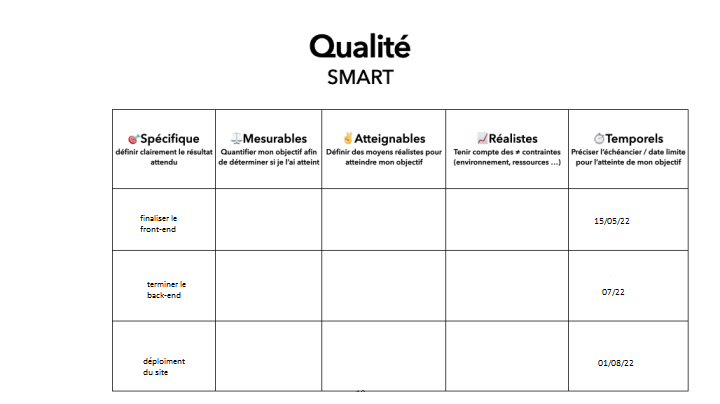 Qualité
SMART
🎯Spécifique
définir clairement le résultat
attendu
⚖️Mesurables
Quantifier mon objectif afin
de déterminer si je l'ai atteint
✌️Atteignables
Définir des moyens réalistes pour
atteindre mon objectif
📈Réalistes
Tenir compte des ≠ contraintes
(environnement, ressources ...)
⏱️Temporels
Préciser l'échéancier / date limite
pour l'atteinte de mon objectif
finaliser le
front-end
15/05/22
terminer le
back-end
07/22
déploiment
du site
01/08/22